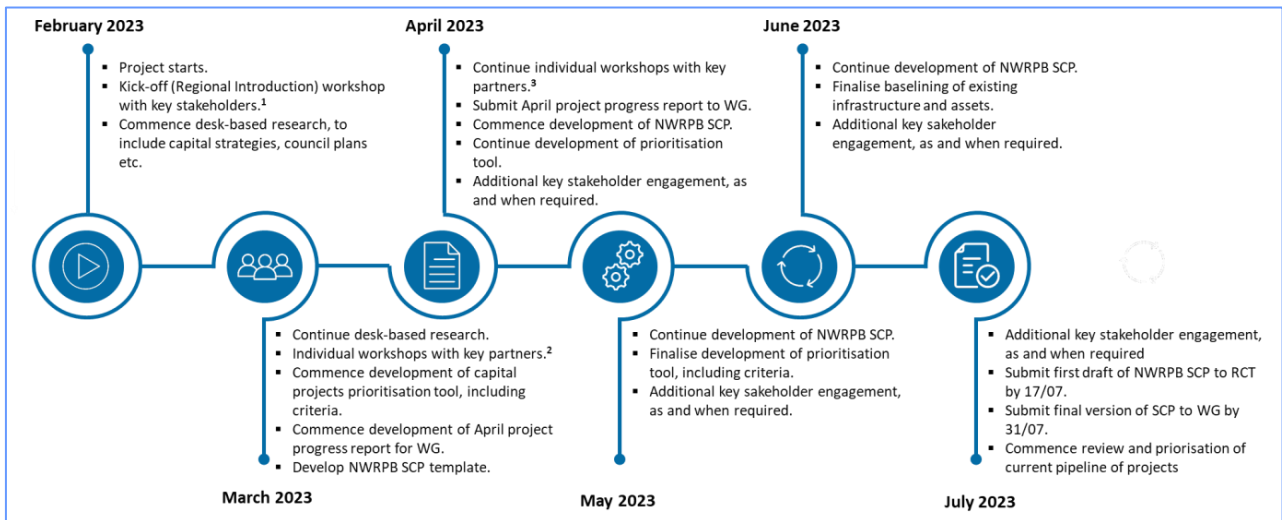 February 2023
▪ Project starts.
▪ Kick-off (Regional Introduction) workshop
with key stakeholders.¹
▪ Commence desk-based research, to
include capital strategies, council plans
etc.
April 2023
▪ Continue individual workshops with key
partners.³
▪ Submit April project progress report to WG.
▪ Commence development of NWRPB SCP.
▪ Continue development of prioritisation
tool.
▪ Additional key stakeholder engagement, as
and when required.
June 2023
▪ Continue development of NWRPB SCP.
▪ Finalise baselining of existing
infrastructure and assets.
▪ Additional key sakeholder
engagement, as and when required.
▪ Continue desk-based research.
▪ Individual workshops with key partners.²
▪ Commence development of capital
projects prioritisation tool, including
criteria.
▪ Commence development of April project
progress report for WG.
▪ Develop NWRPB SCP template.
March 2023
▪ Continue development of NWRPB SCP.
▪ Finalise development of prioritisation
tool, including criteria.
▪ Additional key sakeholder engagement,
as and when required.
May 2023
▪ Additional key stakeholder engagement,
as and when required
▪ Submit first draft of NWRPB SCP to RCT
by 17/07.
▪ Submit final version of SCP to WG by
31/07.
▪ Commence review and priorisation of
current pipeline of projects
July 2023